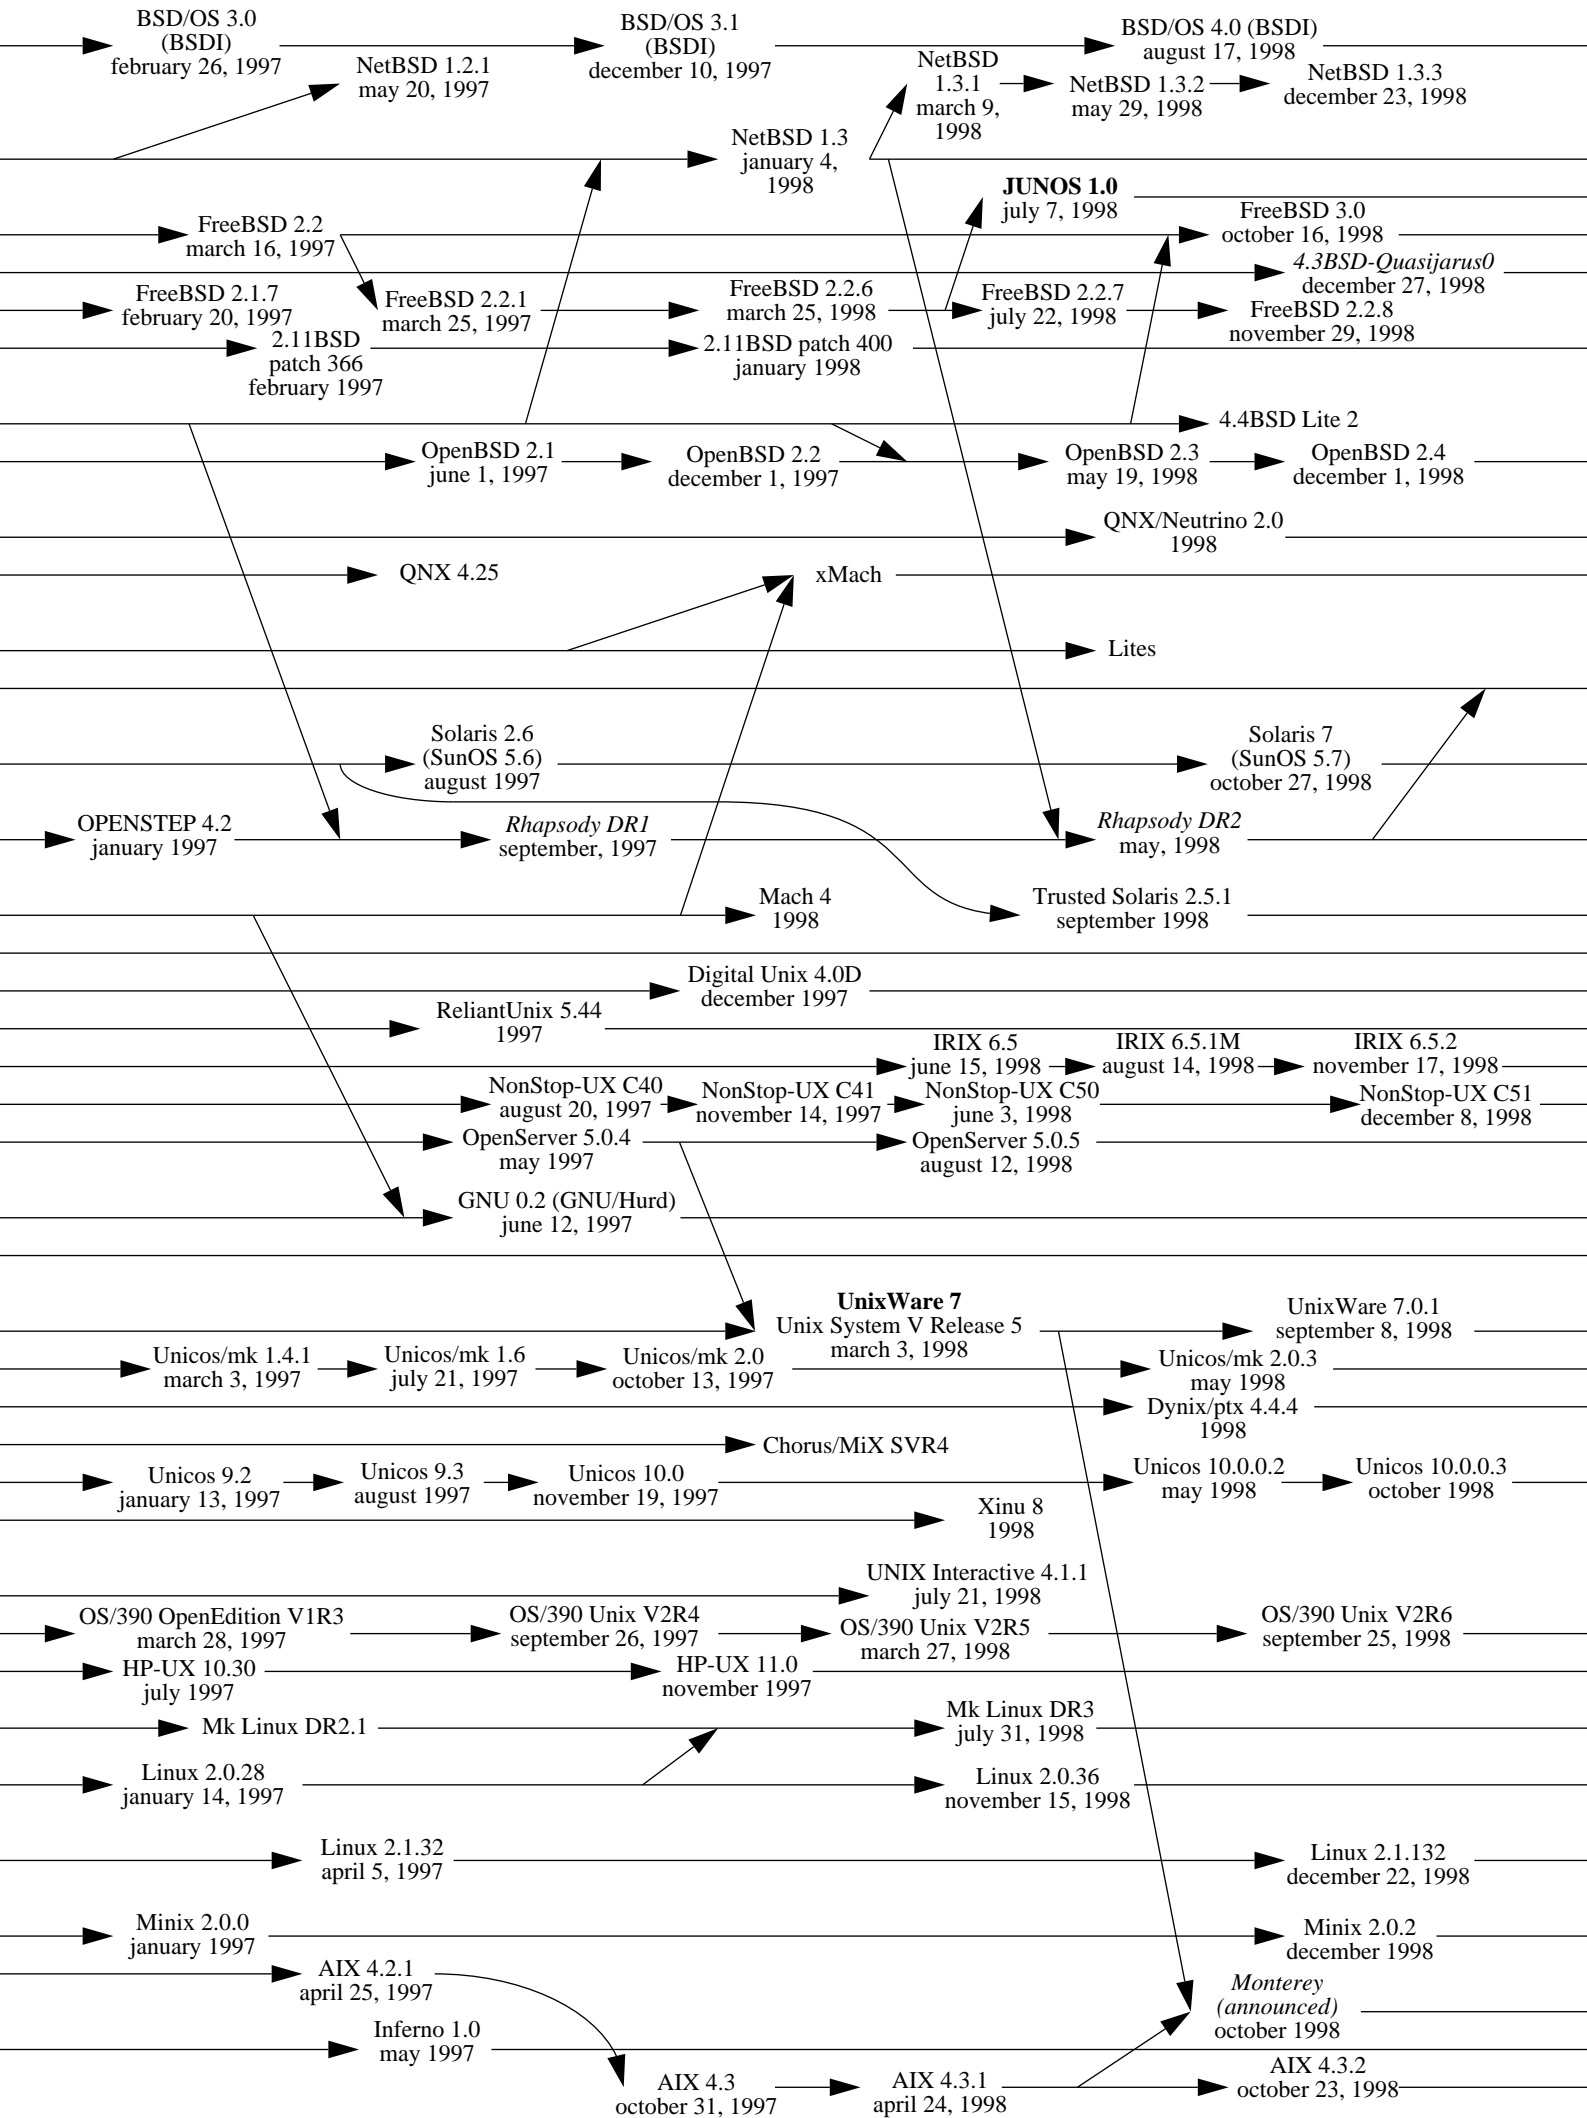 BSD/OS 3.0
(BSDI)
february 26, 1997
BSD/OS 3.1
(BSDI)
december 10, 1997
BSD/OS 4.0 (BSDI)
august 17, 1998
NetBSD 1.2.1
may 20, 1997
NetBSD
1.3.1
march 9,
1998
NetBSD 1.3.2
may 29, 1998
NetBSD 1.3.3
december 23, 1998
NetBSD 1.3
january 4,
1998
JUNOS 1.0
july 7, 1998
FreeBSD 2.2
march 16, 1997
FreeBSD 3.0
october 16, 1998
4.3BSD-Quasijarus0
december 27, 1998
FreeBSD 2.1.7
february 20, 1997
FreeBSD 2.2.1
march 25, 1997
FreeBSD 2.2.6
march 25, 1998
FreeBSD 2.2.7
july 22, 1998
FreeBSD 2.2.8
november 29, 1998
2.11BSD
patch 366
february 1997
2.11BSD patch 400
january 1998
4.4BSD Lite 2
OpenBSD 2.1
june 1, 1997
OpenBSD 2.2
december 1, 1997
OpenBSD 2.3
may 19, 1998
OpenBSD 2.4
december 1, 1998
QNX/Neutrino 2.0
1998
QNX 4.25
xMach
Lites
Solaris 2.6
(SunOS 5.6)
august 1997
Solaris 7
(SunOS 5.7)
october 27, 1998
OPENSTEP 4.2
january 1997
Rhapsody DR1
september, 1997
Rhapsody DR2
may, 1998
Mach 4
1998
Trusted Solaris 2.5.1
september 1998
Digital Unix 4.0D
december 1997
ReliantUnix 5.44
1997
IRIX 6.5
june 15, 1998
IRIX 6.5.1M
august 14, 1998
IRIX 6.5.2
november 17, 1998
NonStop-UX C40
august 20, 1997
NonStop-UX C41
november 14, 1997
NonStop-UX C50
june 3, 1998
NonStop-UX C51
december 8, 1998
OpenServer 5.0.4
may 1997
OpenServer 5.0.5
august 12, 1998
GNU 0.2 (GNU/Hurd)
june 12, 1997
UnixWare 7
Unix System V Release 5
march 3, 1998
UnixWare 7.0.1
september 8, 1998
Unicos/mk 1.4.1
march 3, 1997
Unicos/mk 1.6
july 21, 1997
Unicos/mk 2.0
october 13, 1997
Unicos/mk 2.0.3
may 1998
Dynix/ptx 4.4.4
1998
Chorus/MiX SVR4
Unicos 9.2
january 13, 1997
Unicos 9.3
august 1997
Unicos 10.0
november 19, 1997
Unicos 10.0.0.2
may 1998
Unicos 10.0.0.3
october 1998
Xinu 8
1998
UNIX Interactive 4.1.1
july 21, 1998
OS/390 OpenEdition V1R3
march 28, 1997
OS/390 Unix V2R4
september 26, 1997
OS/390 Unix V2R5
march 27, 1998
OS/390 Unix V2R6
september 25, 1998
HP-UX 10.30
july 1997
HP-UX 11.0
november 1997
Mk Linux DR2.1
Mk Linux DR3
july 31, 1998
Linux 2.0.28
january 14, 1997
Linux 2.0.36
november 15, 1998
Linux 2.1.32
april 5, 1997
Linux 2.1.132
december 22, 1998
Minix 2.0.0
january 1997
Minix 2.0.2
december 1998
AIX 4.2.1
april 25, 1997
Monterey
(announced)
october 1998
Inferno 1.0
may 1997
AIX 4.3
october 31, 1997
AIX 4.3.1
april 24, 1998
AIX 4.3.2
october 23, 1998